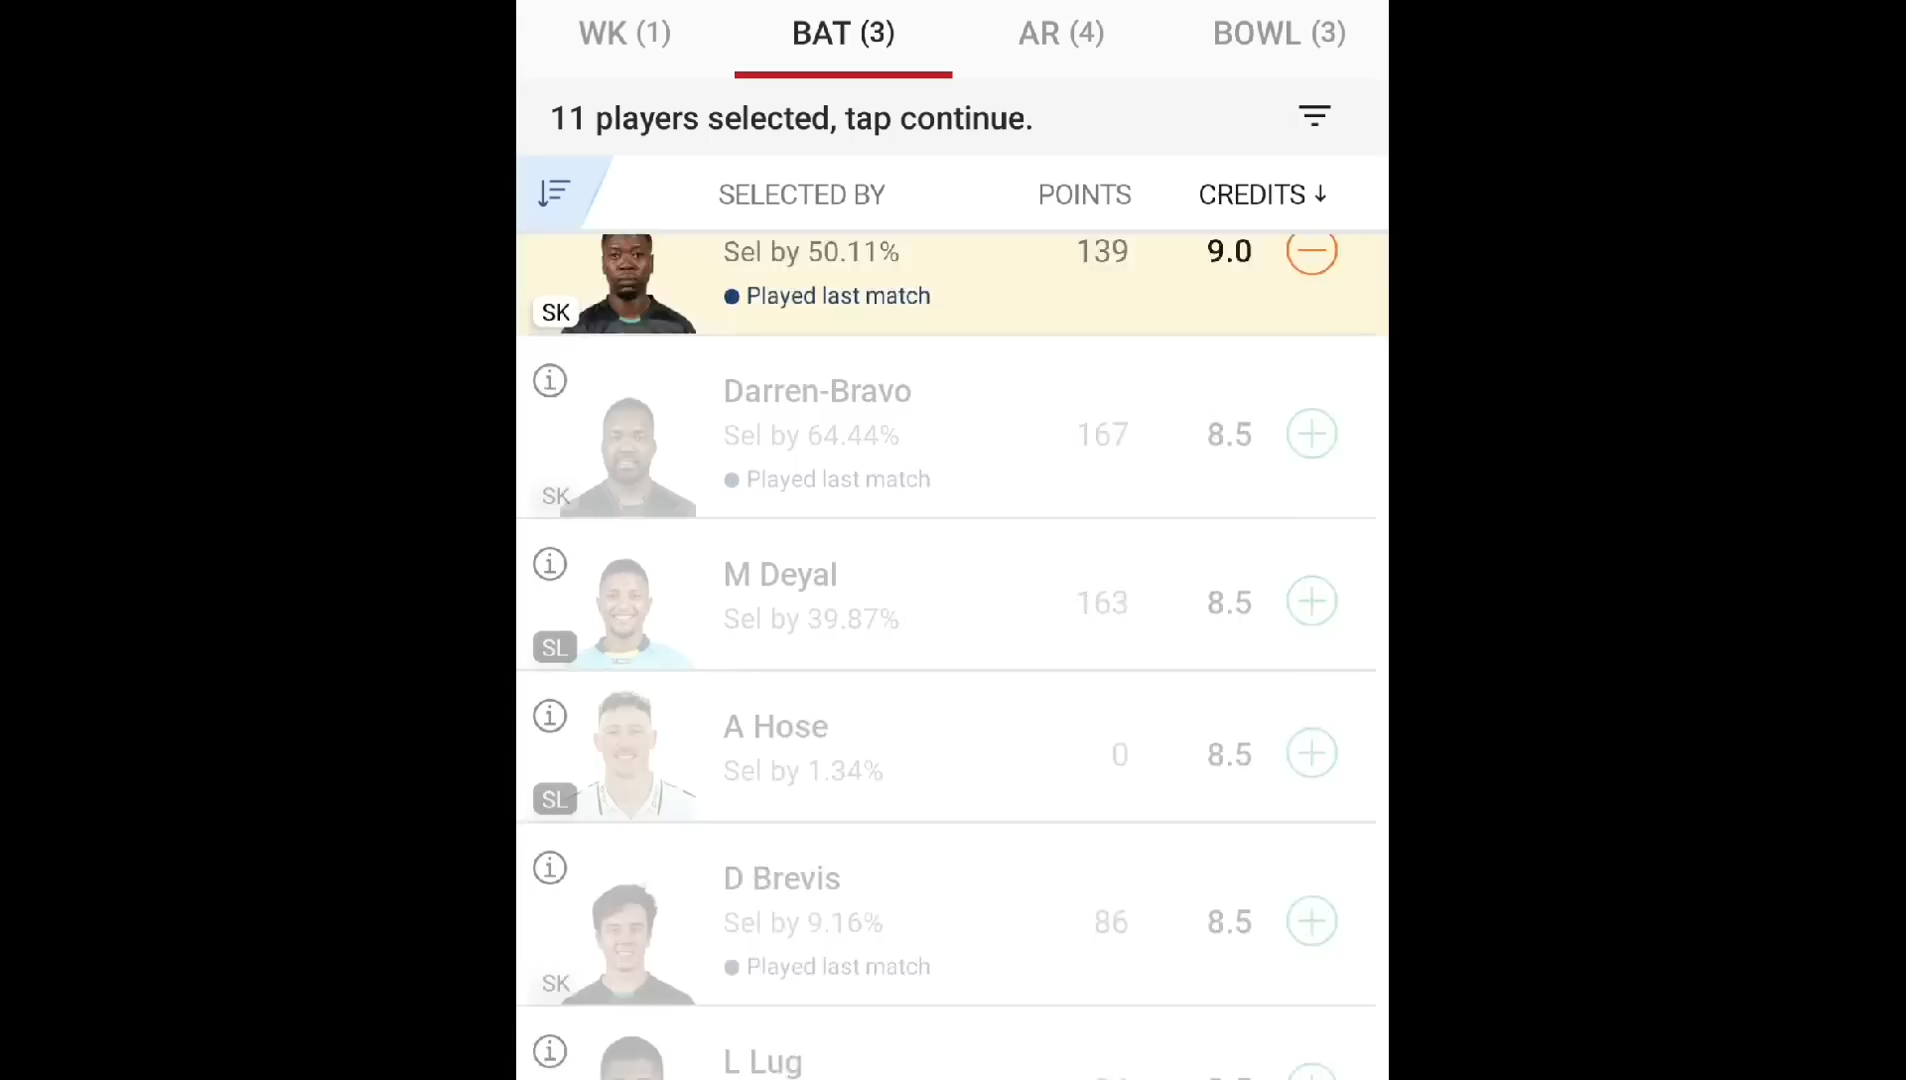 WK (1) BAT (3) AR (4) BOWL (3)
11 players selected, tap continue.
SELECTED BY POINTS CREDITS ↓
Sel by 50.11% 139 9.0
Played last match
SK
Darren-Bravo
Sel by 64.44% 167 8.5
Played last match
SK
M Deyal
Sel by 39.87% 163 8.5
SL
A Hose
Sel by 1.34% 0 8.5
SL
D Brevis
Sel by 9.16% 86 8.5
Played last match
SK
L Lug